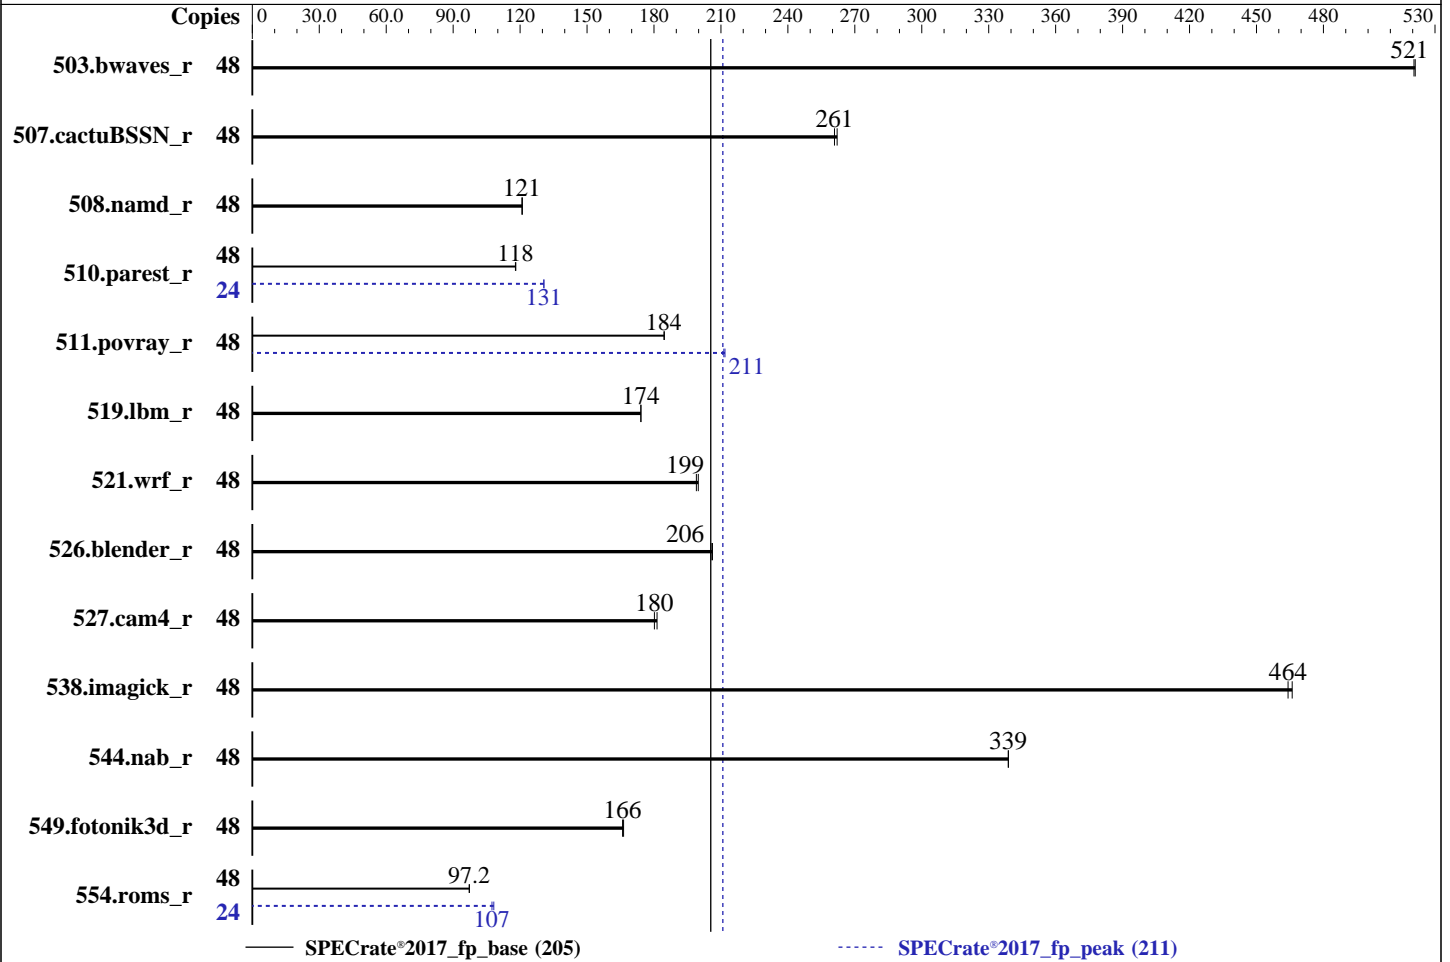 Copies 0 30.0 60.0 90.0 120 150 180 210 240 270 300 330 360 390 420 450 480 530
503.bwaves_r 48 521
507.cactuBSSN_r 48 261
508.namd_r 48 121
48 118
510.parest_r
24 131
511.povray_r 48 184
211
519.lbm_r 48 174
521.wrf_r 48 199
526.blender_r 48 206
527.cam4_r 48 180
538.imagick_r 48 464
544.nab_r 48 339
549.fotonik3d_r 48 166
48 97.2
554.roms_r
24 107
SPECrate®2017_fp_base (205) SPECrate®2017_fp_peak (211)